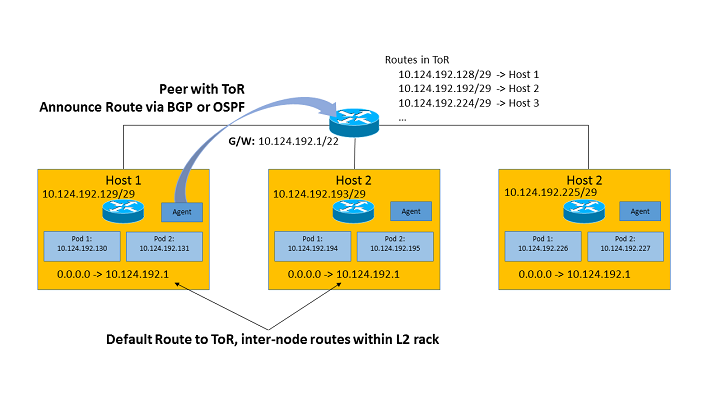 Routes in ToR
10.124.192.128/29 -> Host 1
10.124.192.192/29 -> Host 2
10.124.192.224/29 -> Host 3
...
Peer with ToR
Announce Route via BGP or OSPF
G/W: 10.124.192.1/22
Host 1
10.124.192.129/29
Agent
Pod 1:
10.124.192.130
Pod 2:
10.124.192.131
0.0.0.0 -> 10.124.192.1
Host 2
10.124.192.193/29
Agent
Pod 1:
10.124.192.194
Pod 2:
10.124.192.195
0.0.0.0 -> 10.124.192.1
Host 2
10.124.192.225/29
Agent
Pod 1:
10.124.192.226
Pod 2:
10.124.192.227
0.0.0.0 -> 10.124.192.1
Default Route to ToR, inter-node routes within L2 rack